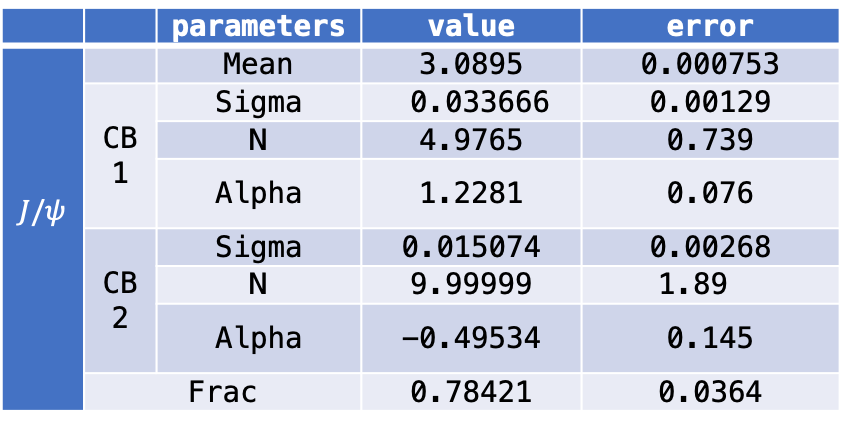 parameters value error
Mean 3.0895 0.000753
Sigma 0.033666 0.00129
CB
1
N 4.9765 0.739
Alpha 1.2281 0.076
J/ψ
Sigma 0.015074 0.00268
CB
2
N 9.99999 1.89
Alpha −0.49534 0.145
Frac 0.78421 0.0364